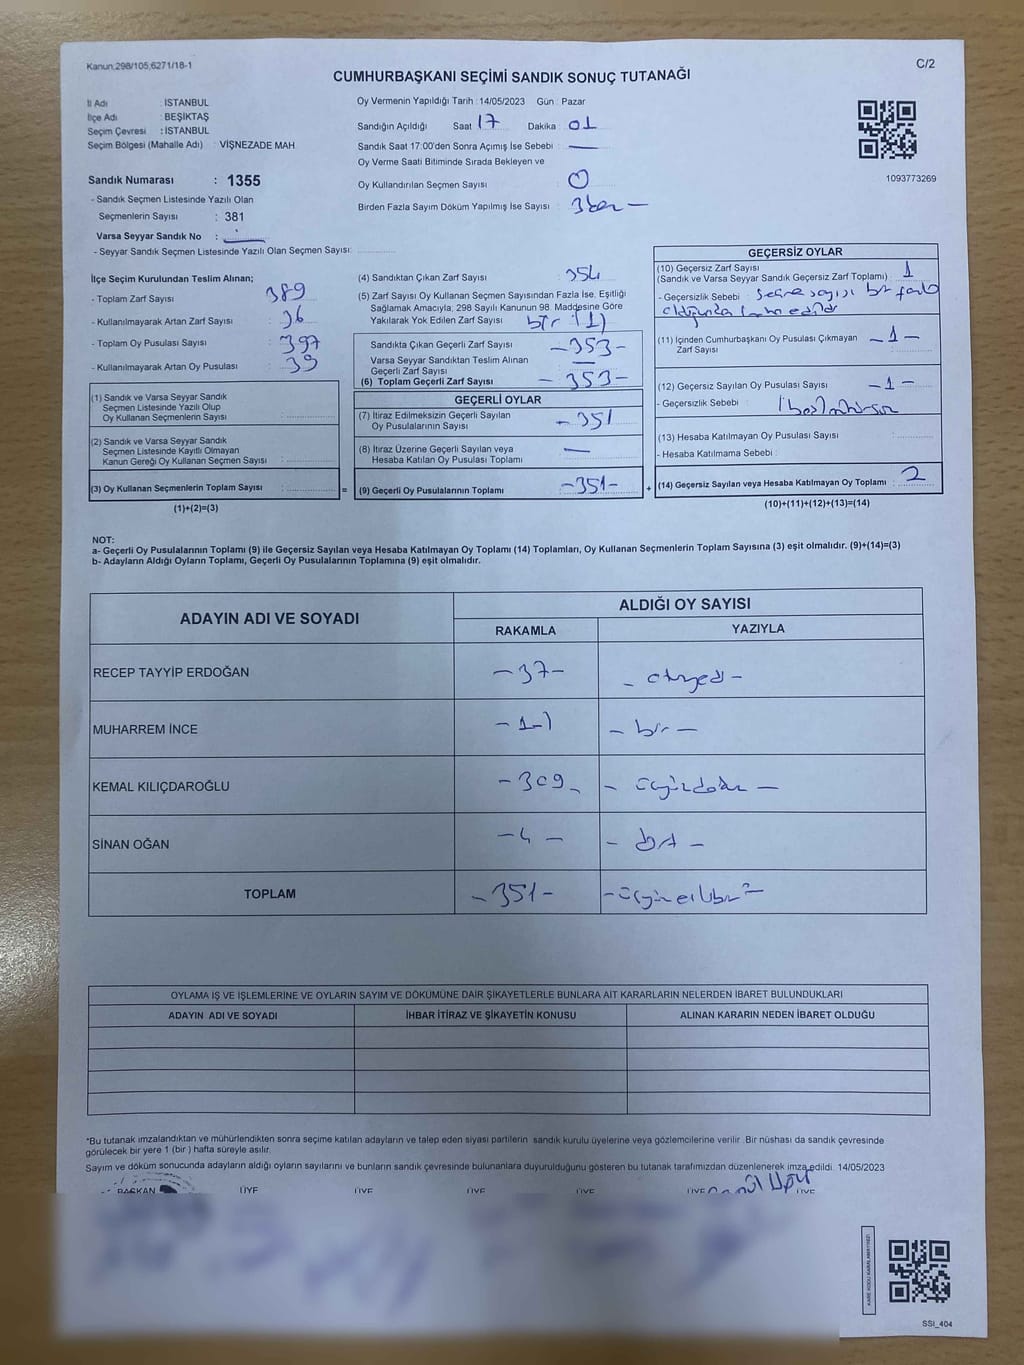 Kanun;298/105,6271/18-1
C/2
CUMHURBAŞKANI SEÇİMİ SANDIK SONUÇ TUTANAĞI
İl Adı : İSTANBUL
İlçe Adı : BEŞİKTAŞ
Seçim Çevresi : İSTANBUL
Seçim Bölgesi (Mahalle Adı) : VİŞNEZADE MAH.
Sandık Numarası : 1355
- Sandık Seçmen Listesinde Yazılı Olan
Seçmenlerin Sayısı : 381
Varsa Seyyar Sandık No :
- Seyyar Sandık Seçmen Listesinde Yazılı Olan Seçmen Sayısı:
Oy Vermenin Yapıldığı Tarih : 14/05/2023 Gün : Pazar
Sandığın Açıldığı Saat 17 Dakika : 01
Sandık Saat 17:00'den Sonra Açımış İse Sebebi : —
Oy Verme Saati Bitiminde Sırada Bekleyen ve
Oy Kullandırılan Seçmen Sayısı : 0
Birden Fazla Sayım Döküm Yapılmış İse Sayısı :
1093773269
İlçe Seçim Kurulundan Teslim Alınan;
- Toplam Zarf Sayısı : 389
- Kullanılmayarak Artan Zarf Sayısı : 36
- Toplam Oy Pusulası Sayısı : 397
- Kullanılmayarak Artan Oy Pusulası : 39
(1) Sandık ve Varsa Seyyar Sandık
Seçmen Listesinde Yazılı Olup
Oy Kullanan Seçmenlerin Sayısı :
(2) Sandık ve Varsa Seyyar Sandık
Seçmen Listesinde Kayıtlı Olmayan
Kanun Gereği Oy Kullanan Seçmen Sayısı :
(3) Oy Kullanan Seçmenlerin Toplam Sayısı : =
(1)+(2)=(3)
(4) Sandıktan Çıkan Zarf Sayısı : 354
(5) Zarf Sayısı Oy Kullanan Seçmen Sayısından Fazla İse, Eşitliği
Sağlamak Amacıyla, 298 Sayılı Kanunun 98. Maddesine Göre
Yakılarak Yok Edilen Zarf Sayısı : bir (1)
Sandıkta Çıkan Geçerli Zarf Sayısı : -353-
Varsa Seyyar Sandıktan Teslim Alınan
Geçerli Zarf Sayısı : —
(6) Toplam Geçerli Zarf Sayısı : -353-
GEÇERLİ OYLAR
(7) İtiraz Edilmeksizin Geçerli Sayılan
Oy Pusulalarının Sayısı : - 351
(8) İtiraz Üzerine Geçerli Sayılan veya
Hesaba Katılan Oy Pusulası Toplamı : —
(9) Geçerli Oy Pusulalarının Toplamı : -351- +
GEÇERSİZ OYLAR
(10) Geçersiz Zarf Sayısı
(Sandık ve Varsa Seyyar Sandık Geçersiz Zarf Toplamı) : 1
- Geçersizlik Sebebi : sayısı bir fazla
(11) İçinden Cumhurbaşkanı Oy Pusulası Çıkmayan
Zarf Sayısı : -1-
(12) Geçersiz Sayılan Oy Pusulası Sayısı : -1-
- Geçersizlik Sebebi :
(13) Hesaba Katılmayan Oy Pusulası Sayısı :
- Hesaba Katılmama Sebebi :
(14) Geçersiz Sayılan veya Hesaba Katılmayan Oy Toplamı : 2
(10)+(11)+(12)+(13)=(14)
NOT:
a- Geçerli Oy Pusulalarının Toplamı (9) ile Geçersiz Sayılan veya Hesaba Katılmayan Oy Toplamı (14) Toplamları, Oy Kullanan Seçmenlerin Toplam Sayısına (3) eşit olmalıdır. (9)+(14)=(3)
b- Adayların Aldığı Oyların Toplamı, Geçerli Oy Pusulalarının Toplamına (9) eşit olmalıdır.
ADAYIN ADI VE SOYADI
ALDIĞI OY SAYISI
RAKAMLA YAZIYLA
RECEP TAYYİP ERDOĞAN -37- - otuzyedi -
MUHARREM İNCE -1-) - bir -
KEMAL KILIÇDAROĞLU -309- - üçyüzdokuz -
SİNAN OĞAN -4- - dört -
TOPLAM -351- - üçyüzellibir -
OYLAMA İŞ VE İŞLEMLERİNE VE OYLARIN SAYIM VE DÖKÜMÜNE DAİR ŞİKAYETLERLE BUNLARA AİT KARARLARIN NELERDEN İBARET BULUNDUKLARI
ADAYIN ADI VE SOYADI İHBAR İTİRAZ VE ŞİKAYETİN KONUSU ALINAN KARARIN NEDEN İBARET OLDUĞU
*Bu tutanak imzalandıktan ve mühürlendikten sonra seçime katılan adayların ve talep eden siyasi partilerin sandık kurulu üyelerine veya gözlemcilerine verilir. Bir nüshası da sandık çevresinde
görülecek bir yere 1 (bir ) hafta süreyle asılır.
Sayım ve döküm sonucunda adayların aldığı oyların sayılarını ve bunların sandık çevresinde bulunanlara duyurulduğunu gösteren bu tutanak tarafımızdan düzenlenerek imza edildi. 14/05/2023
BAŞKAN ÜYE ÜYE ÜYE ÜYE ÜYE ÜYE
SSI_404